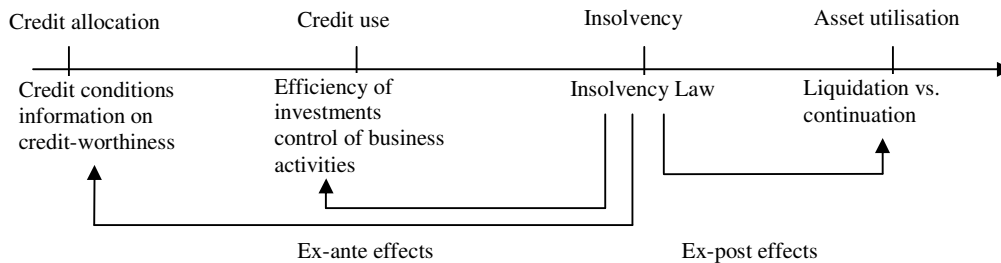 Credit allocation
Credit use
Insolvency
Asset utilisation
Credit conditions
information on
credit-worthiness
Efficiency of
investments
control of business
activities
Insolvency Law
Liquidation vs.
continuation
Ex-ante effects
Ex-post effects